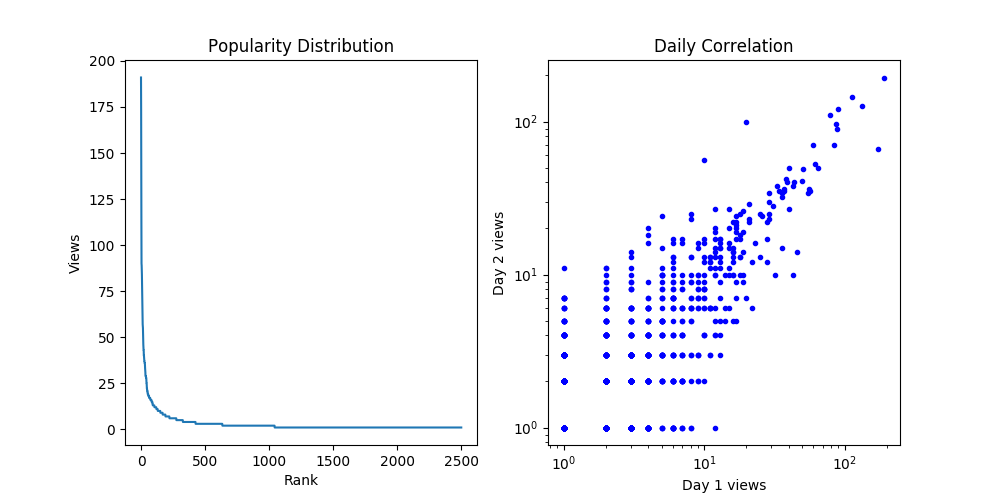 Popularity Distribution
Views
200
175
150
125
100
75
50
25
0
0 500 1000 1500 2000 2500
Rank
Daily Correlation
Day 2 views
10²
10¹
10⁰
10⁰ 10¹ 10²
Day 1 views